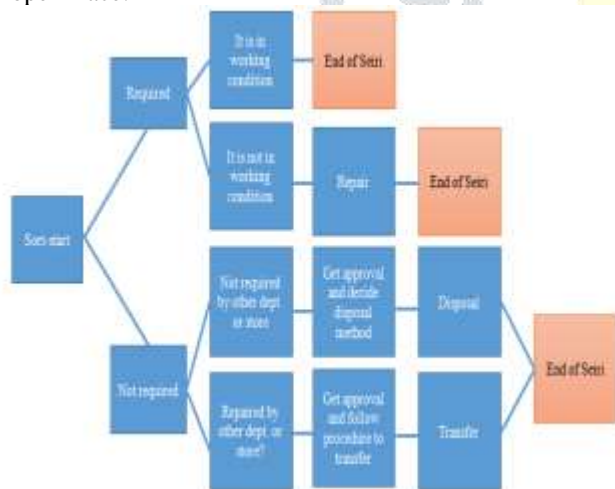 It is in
working
condition
End of Seiri
Required
It is not in
working
condition
Repair
End of Seiri
Sort-start
Not required
by other dept
or store
Get approval
and decide
disposal
method
Disposal
End of Seiri
Not required
Repaired by
other dept. or
store?
Get approval
and follow
procedure to
transfer
Transfer